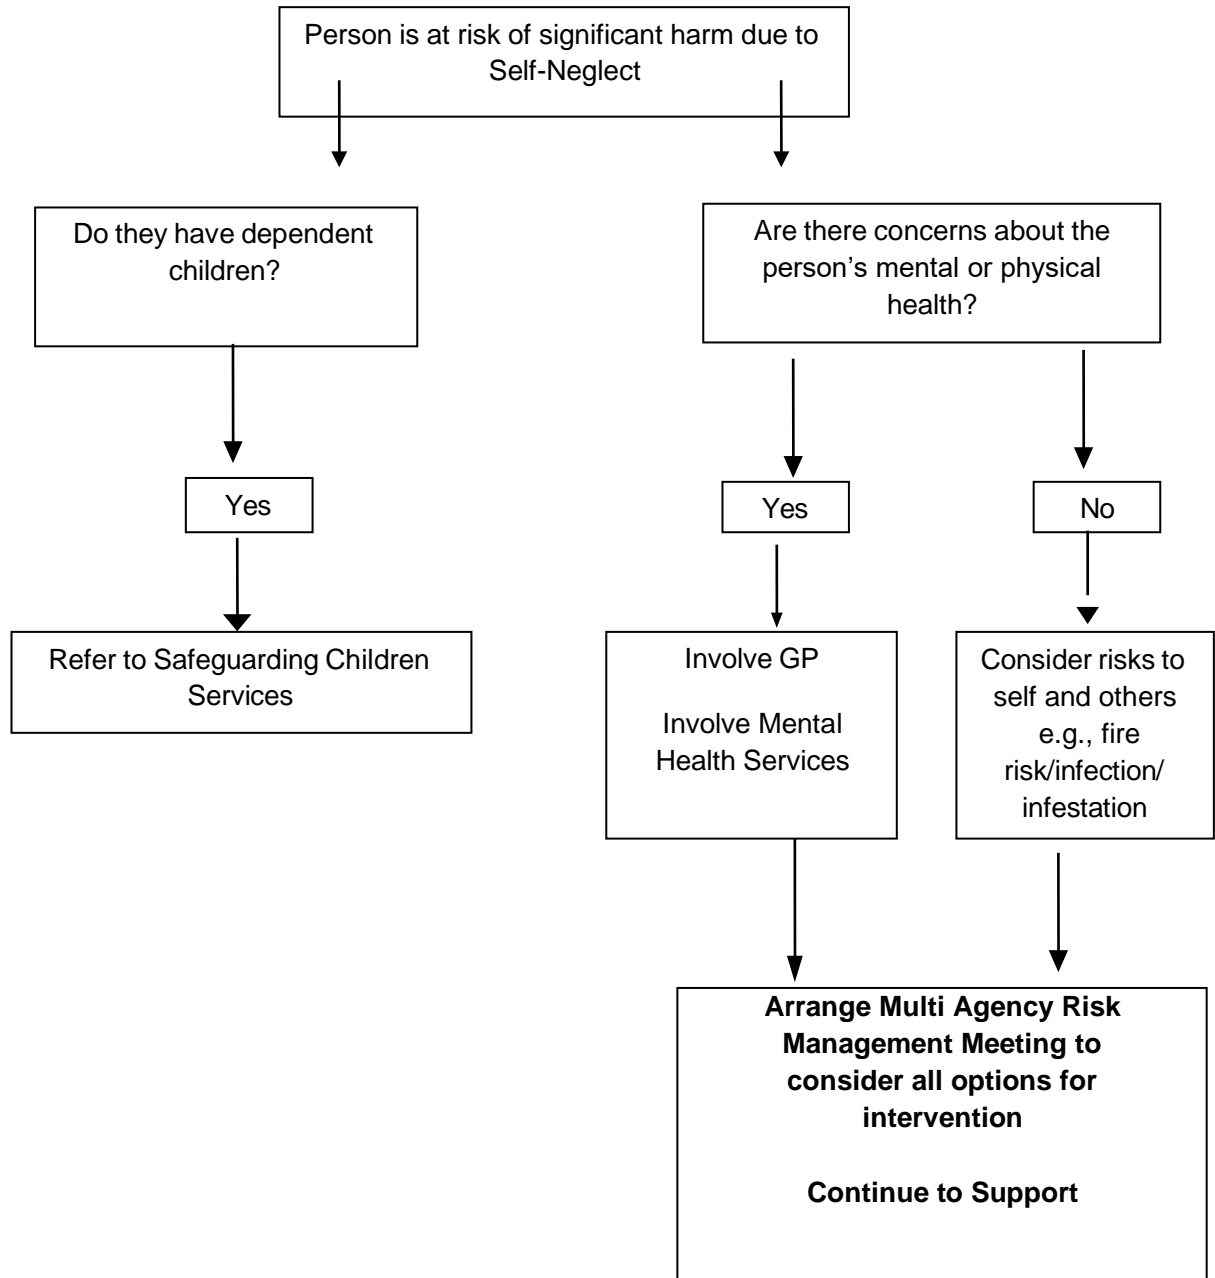 Person is at risk of significant harm due to
Self-Neglect
Do they have dependent
children?
Are there concerns about the
person’s mental or physical
health?
Yes
Yes
No
Refer to Safeguarding Children
Services
Involve GP
Involve Mental
Health Services
Consider risks to
self and others
e.g., fire
risk/infection/
infestation
Arrange Multi Agency Risk
Management Meeting to
consider all options for
intervention
Continue to Support